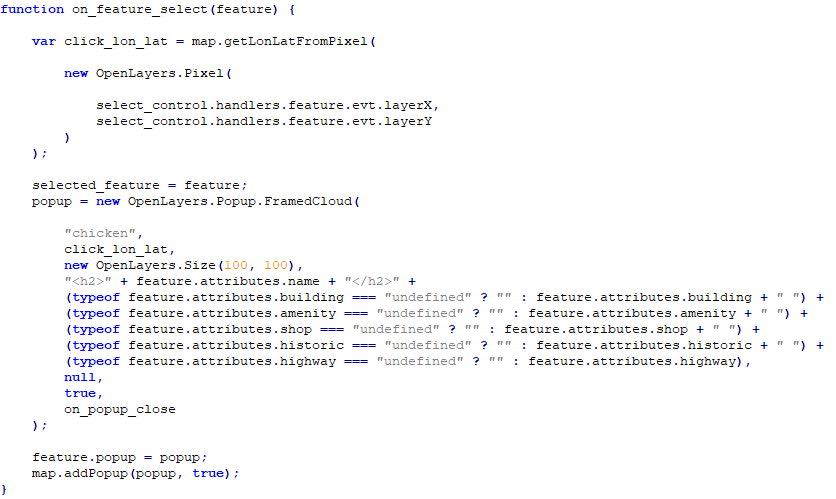 function on_feature_select(feature) {
    var click_lon_lat = map.getLonLatFromPixel(
        new OpenLayers.Pixel(
            select_control.handlers.feature.evt.layerX,
            select_control.handlers.feature.evt.layerY
        )
    );
    selected_feature = feature;
    popup = new OpenLayers.Popup.FramedCloud(
        "chicken",
        click_lon_lat,
        new OpenLayers.Size(100, 100),
        "<h2>" + feature.attributes.name + "</h2>" +
        (typeof feature.attributes.building === "undefined" ? "" : feature.attributes.building + " ") +
        (typeof feature.attributes.amenity === "undefined" ? "" : feature.attributes.amenity + " ") +
        (typeof feature.attributes.shop === "undefined" ? "" : feature.attributes.shop + " ") +
        (typeof feature.attributes.historic === "undefined" ? "" : feature.attributes.historic + " ") +
        (typeof feature.attributes.highway === "undefined" ? "" : feature.attributes.highway),
        null,
        true,
        on_popup_close
    );
    feature.popup = popup;
    map.addPopup(popup, true);
}